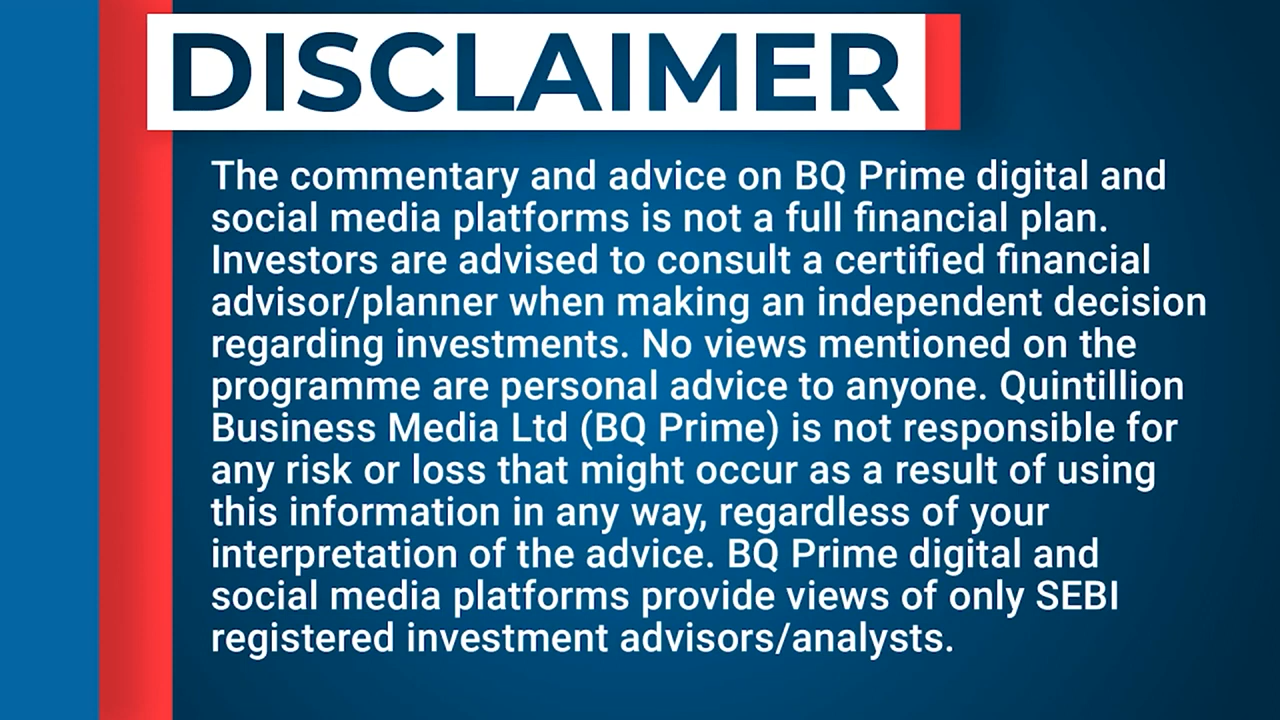 DISCLAIMER
The commentary and advice on BQ Prime digital and
social media platforms is not a full financial plan.
Investors are advised to consult a certified financial
advisor/planner when making an independent decision
regarding investments. No views mentioned on the
programme are personal advice to anyone. Quintillion
Business Media Ltd (BQ Prime) is not responsible for
any risk or loss that might occur as a result of using
this information in any way, regardless of your
interpretation of the advice. BQ Prime digital and
social media platforms provide views of only SEBI
registered investment advisors/analysts.